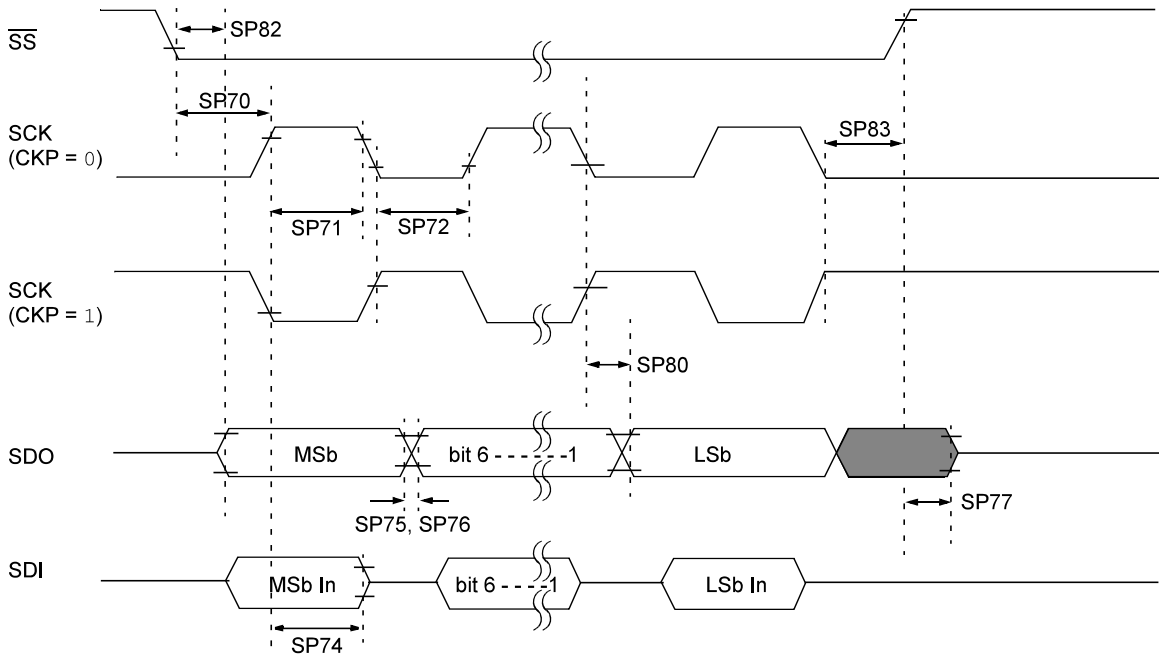 SS
SP82
SP70
SCK
(CKP = 0)
SP83
SP71
SP72
SCK
(CKP = 1)
SP80
SDO
MSb
bit 6 - - - - - -1
LSb
SP75, SP76
SP77
SDI
MSb In
bit 6 - - - -1
LSb In
SP74